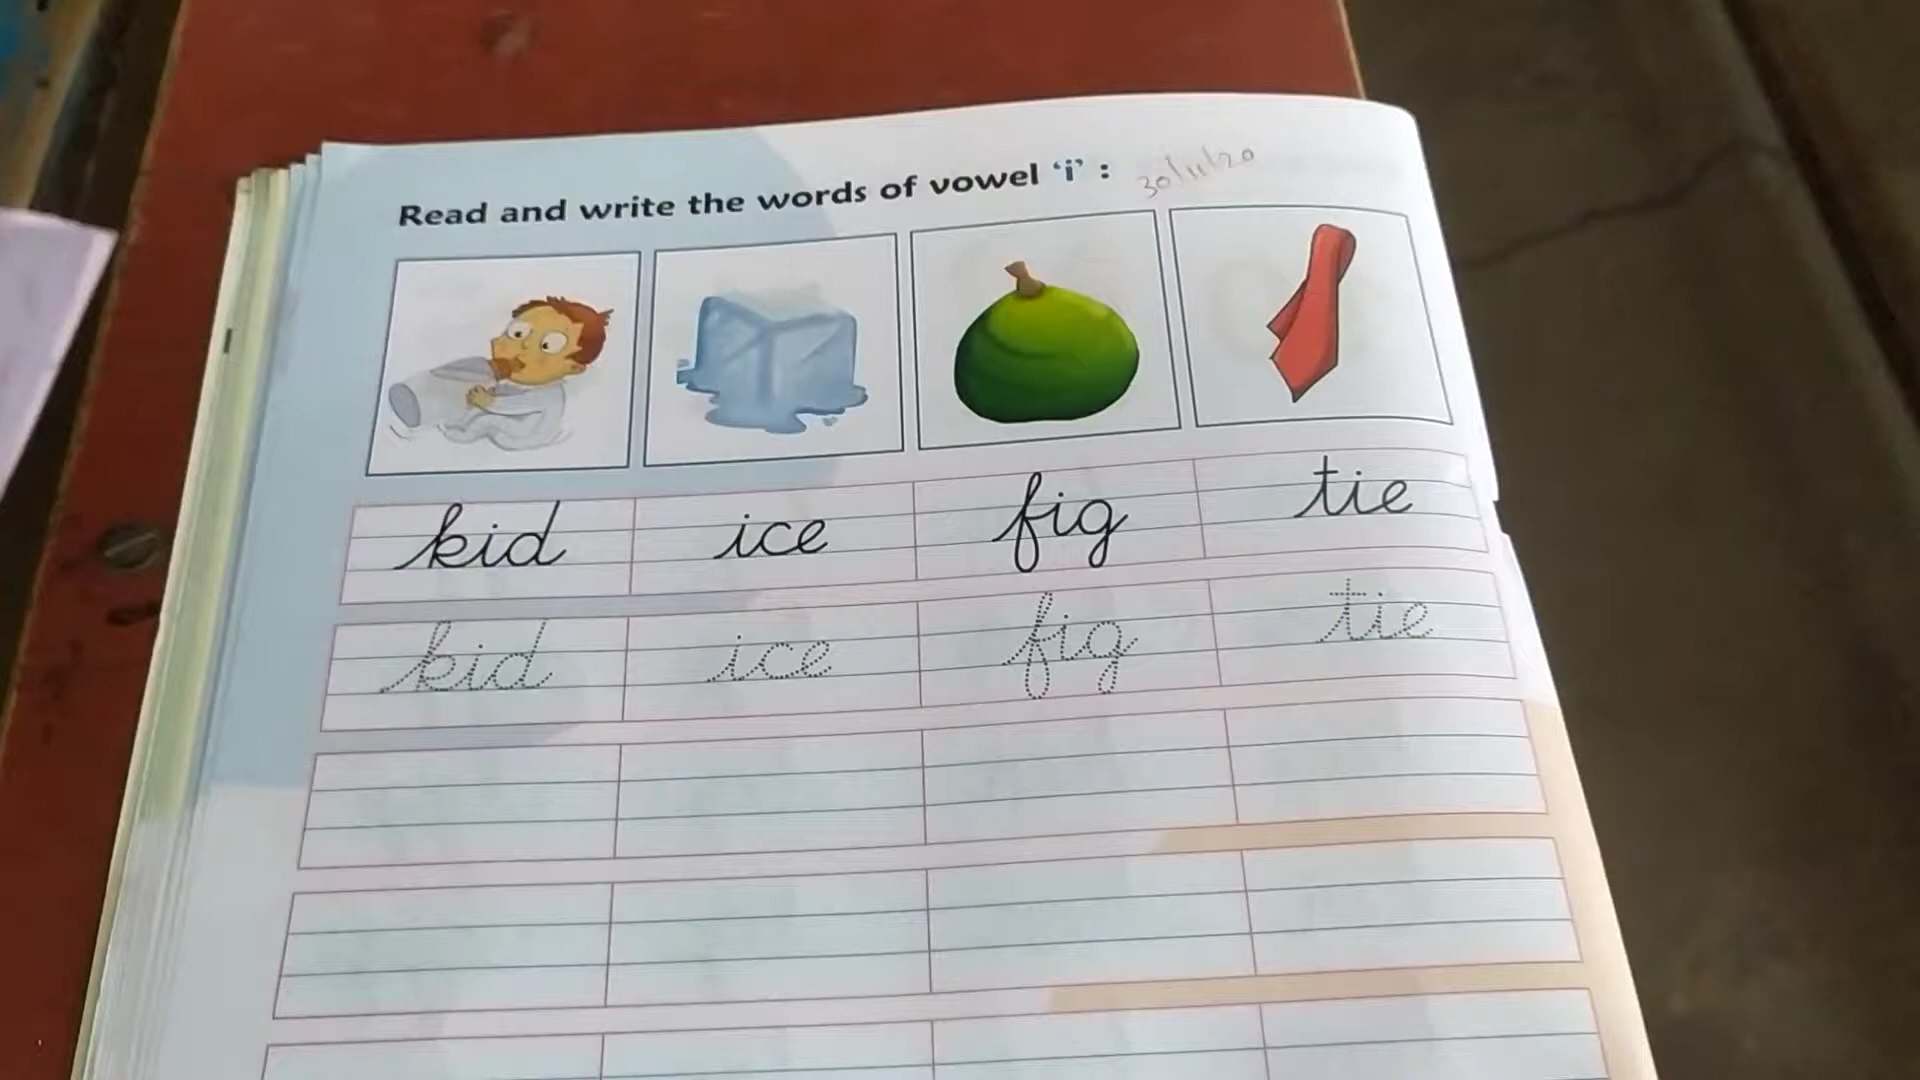 Read and write the words of vowel ‘i’ : 30/11/20
kid ice fig tie
kid ice fig tie